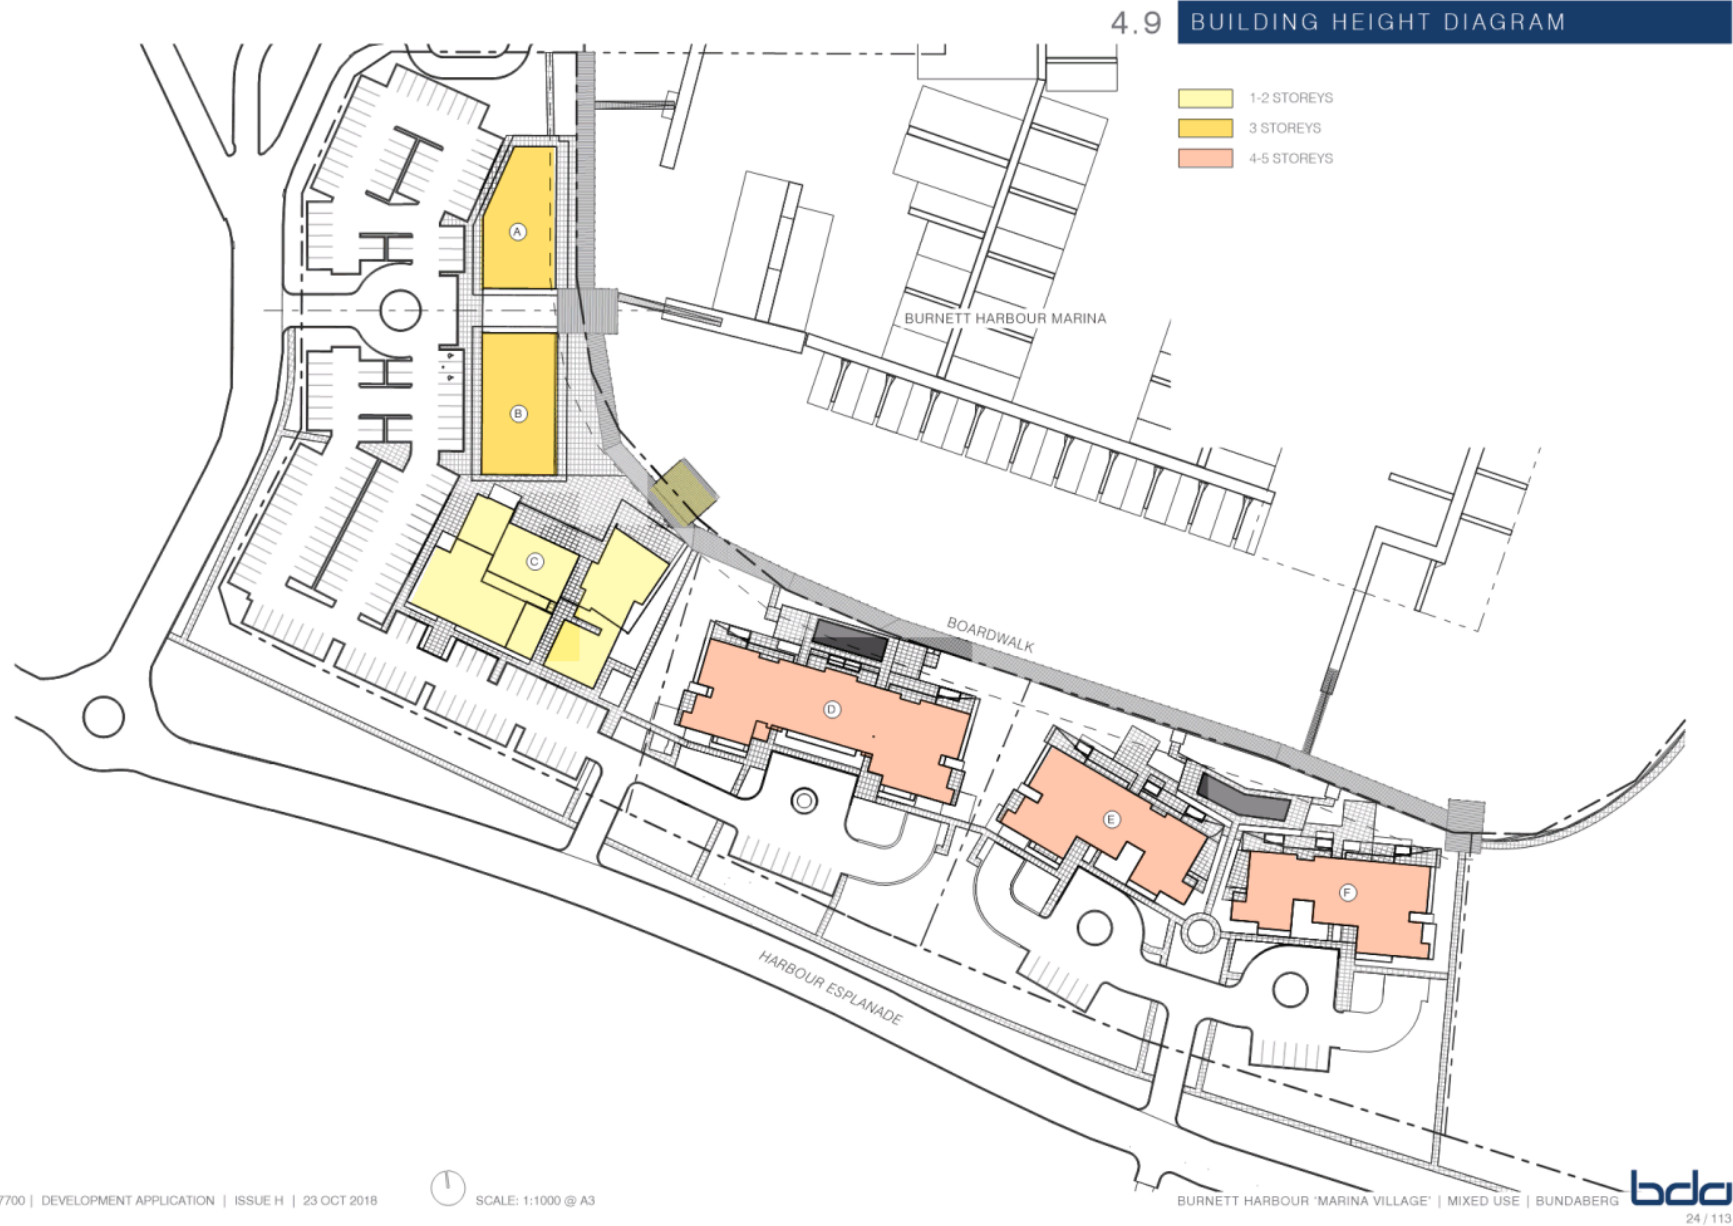 4.9 BUILDING HEIGHT DIAGRAM
1-2 STOREYS
3 STOREYS
4-5 STOREYS
A
BURNETT HARBOUR MARINA
B
C
BOARDWALK
D
E
F
HARBOUR ESPLANADE
7700 | DEVELOPMENT APPLICATION | ISSUE H | 23 OCT 2018
SCALE: 1:1000 @ A3
BURNETT HARBOUR 'MARINA VILLAGE' | MIXED USE | BUNDABERG
bda
24 / 113